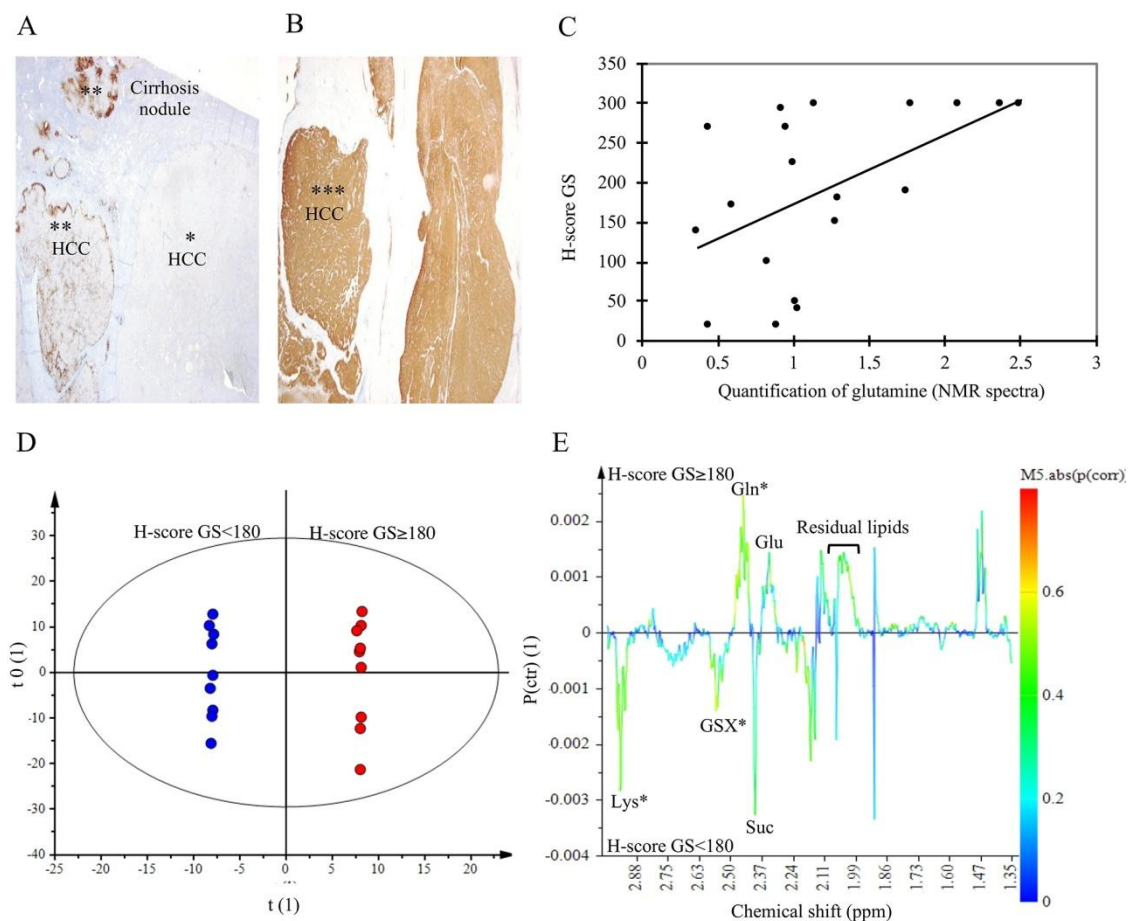 A
**
Cirrhosis
nodule
**
HCC
*
HCC
B
***
HCC
C
350
300
250
200
150
100
50
0
H-score GS
0
0.5
1
1.5
2
2.5
3
Quantification of glutamine (NMR spectra)
D
H-score GS<180
H-score GS≥180
30
20
10
0
-10
-20
-30
-40
t 0 (1)
-25
-20
-15
-10
-5
0
5
10
15
20
t (1)
E
H-score GS≥180
M5.abs(p(corr))
Gln*
Glu
Residual lipids
0.002
0.001
0
-0.001
-0.002
-0.003
-0.004
P(ctr) (1)
GSX*
Lys*
Suc
H-score GS<180
2.88
2.75
2.63
2.50
2.37
2.24
2.11
1.99
1.86
1.73
1.60
1.47
1.35
Chemical shift (ppm)
0.6
0.4
0.2
0